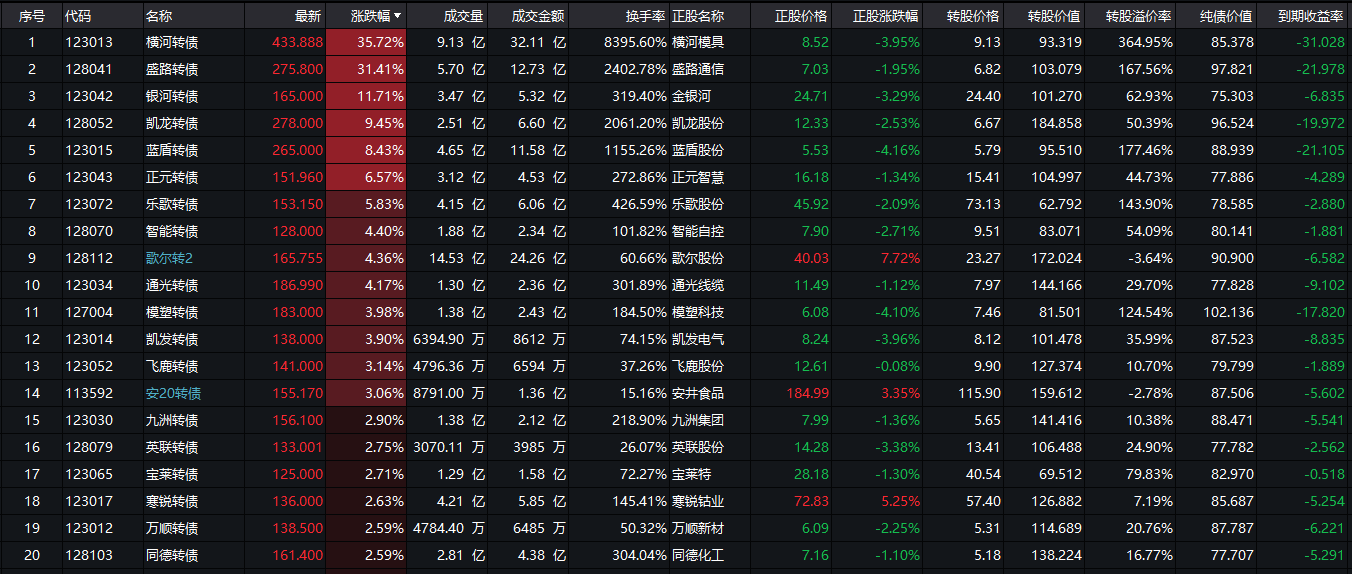 序号 代码 名称 最新 涨跌幅 成交量 成交金额 换手率 正股名称 正股价格 正股涨跌幅 转股价格 转股价值 转股溢价率 纯债价值 到期收益率
1 123013 横河转债 433.888 35.72% 9.13 亿 32.11 亿 8395.60% 横河模具 8.52 -3.95% 9.13 93.319 364.95% 85.378 -31.028
2 128041 盛路转债 275.800 31.41% 5.70 亿 12.73 亿 2402.78% 盛路通信 7.03 -1.95% 6.82 103.079 167.56% 97.821 -21.978
3 123042 银河转债 165.000 11.71% 3.47 亿 5.32 亿 319.40% 金银河 24.71 -3.29% 24.40 101.270 62.93% 75.303 -6.835
4 128052 凯龙转债 278.000 9.45% 2.51 亿 6.60 亿 2061.20% 凯龙股份 12.33 -2.53% 6.67 184.858 50.39% 96.524 -19.972
5 123015 蓝盾转债 265.000 8.43% 4.65 亿 11.58 亿 1155.26% 蓝盾股份 5.53 -4.16% 5.79 95.510 177.46% 88.939 -21.105
6 123043 正元转债 151.960 6.57% 3.12 亿 4.53 亿 272.86% 正元智慧 16.18 -1.34% 15.41 104.997 44.73% 77.886 -4.289
7 123072 乐歌转债 153.150 5.83% 4.15 亿 6.06 亿 426.59% 乐歌股份 45.92 -2.09% 73.13 62.792 143.90% 78.585 -2.880
8 128070 智能转债 128.000 4.40% 1.88 亿 2.34 亿 101.82% 智能自控 7.90 -2.71% 9.51 83.071 54.09% 80.141 -1.881
9 128112 歌尔转2 165.755 4.36% 14.53 亿 24.26 亿 60.66% 歌尔股份 40.03 7.72% 23.27 172.024 -3.64% 90.900 -6.582
10 123034 通光转债 186.990 4.17% 1.30 亿 2.36 亿 301.89% 通光线缆 11.49 -1.12% 7.97 144.166 29.70% 77.828 -9.102
11 127004 模塑转债 183.000 3.98% 1.38 亿 2.43 亿 184.50% 模塑科技 6.08 -4.10% 7.46 81.501 124.54% 102.136 -17.820
12 123014 凯发转债 138.000 3.90% 6394.90 万 8612 万 74.15% 凯发电气 8.24 -3.96% 8.12 101.478 35.99% 87.523 -8.835
13 123052 飞鹿转债 141.000 3.14% 4796.36 万 6594 万 37.26% 飞鹿股份 12.61 -0.08% 9.90 127.374 10.70% 79.799 -1.889
14 113592 安20转债 155.170 3.06% 8791.00 万 1.36 亿 15.16% 安井食品 184.99 3.35% 115.90 159.612 -2.78% 87.506 -5.602
15 123030 九洲转债 156.100 2.90% 1.38 亿 2.12 亿 218.90% 九洲集团 7.99 -1.36% 5.65 141.416 10.38% 88.471 -5.541
16 128079 英联转债 133.001 2.75% 3070.11 万 3985 万 26.07% 英联股份 14.28 -3.38% 13.41 106.488 24.90% 77.782 -2.562
17 123065 宝莱转债 125.000 2.71% 1.29 亿 1.58 亿 72.27% 宝莱特 28.18 -1.30% 40.54 69.512 79.83% 82.970 -0.518
18 123017 寒锐转债 136.000 2.63% 4.21 亿 5.85 亿 145.41% 寒锐钴业 72.83 5.25% 57.40 126.882 7.19% 85.687 -5.254
19 123012 万顺转债 138.500 2.59% 4784.40 万 6485 万 50.32% 万顺新材 6.09 -2.25% 5.31 114.689 20.76% 87.787 -6.221
20 128103 同德转债 161.400 2.59% 2.81 亿 4.38 亿 304.04% 同德化工 7.16 -1.10% 5.18 138.224 16.77% 77.707 -5.291